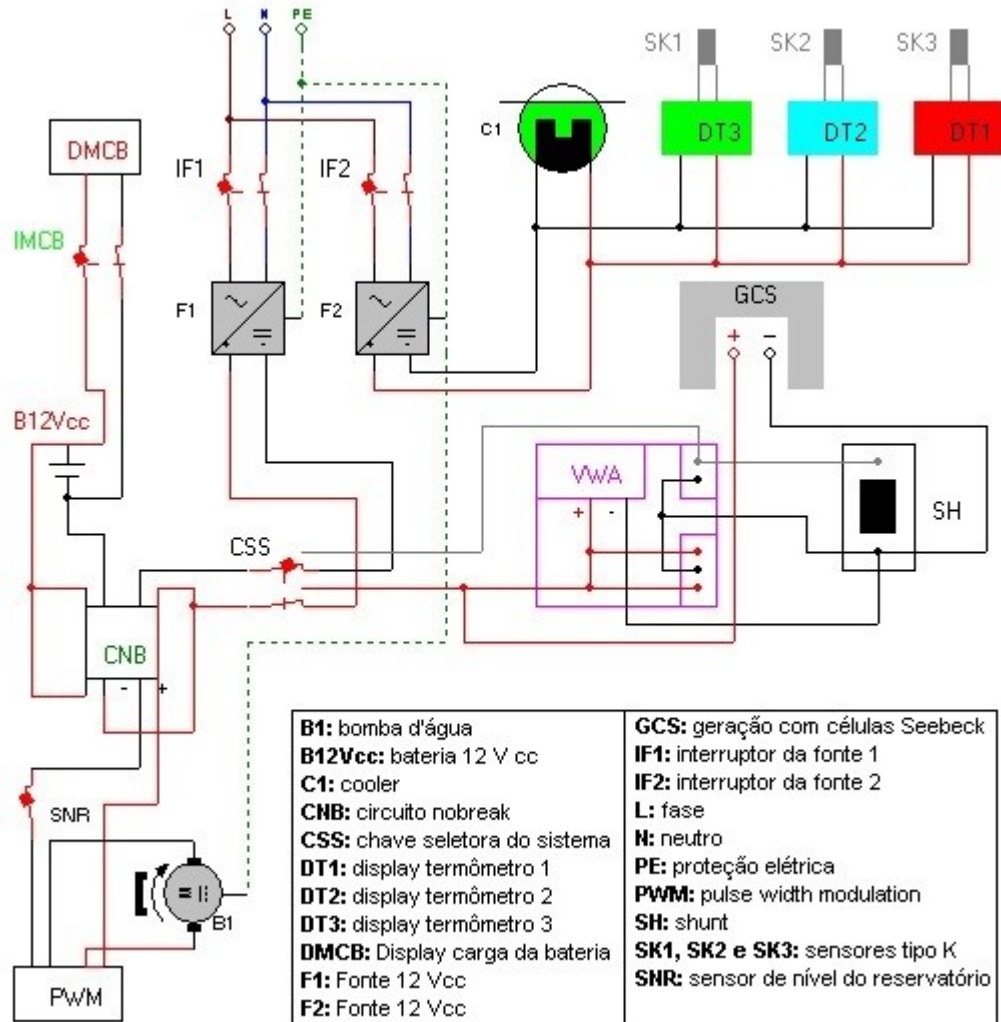 L N PE
SK1 SK2 SK3
DMCB
C1
DT3 DT2 DT1
IF1 IF2
IMCB
GCS
F1 F2
+ - + -
+ −
B12Vcc
VWA
+ -
SH
CSS
CNB
- +
SNR
B1
PWM
B1: bomba d'água
B12Vcc: bateria 12 V cc
C1: cooler
CNB: circuito nobreak
CSS: chave seletora do sistema
DT1: display termômetro 1
DT2: display termômetro 2
DT3: display termômetro 3
DMCB: Display carga da bateria
F1: Fonte 12 Vcc
F2: Fonte 12 Vcc
GCS: geração com células Seebeck
IF1: interruptor da fonte 1
IF2: interruptor da fonte 2
L: fase
N: neutro
PE: proteção elétrica
PWM: pulse width modulation
SH: shunt
SK1, SK2 e SK3: sensores tipo K
SNR: sensor de nível do reservatório